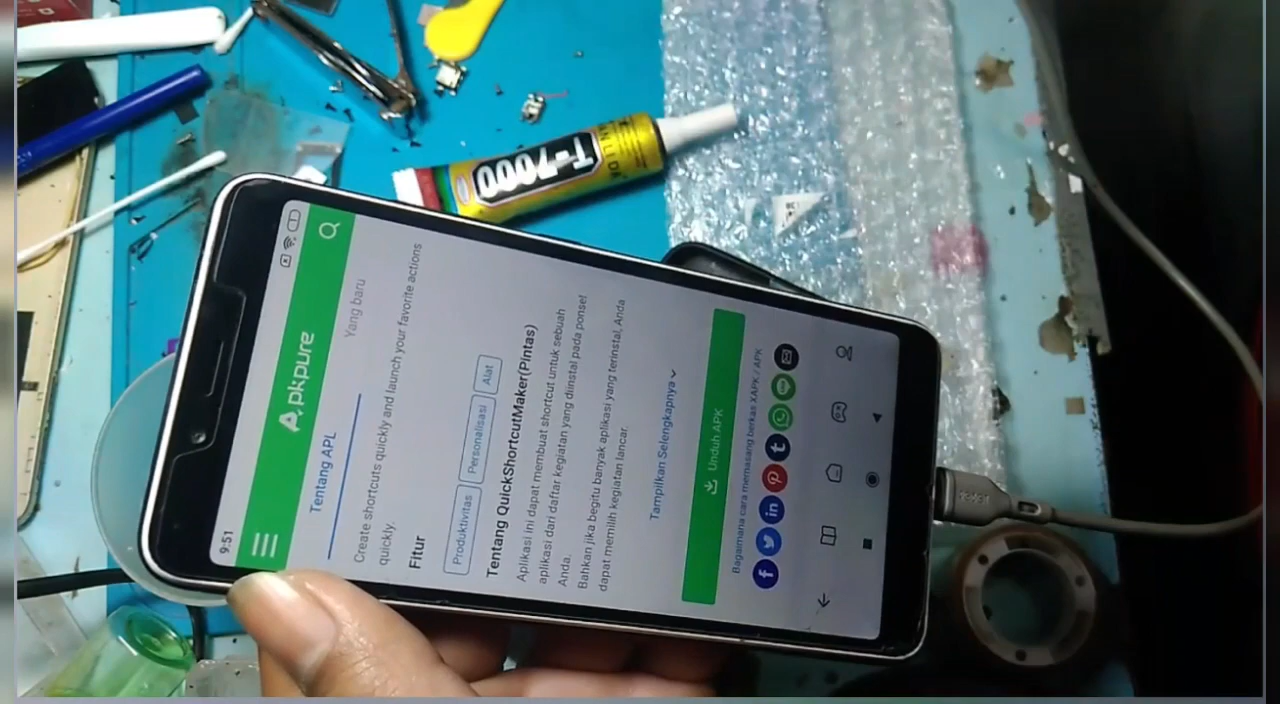 9:51
Apkpure
Tentang APL
Yang baru
Create shortcuts quickly and launch your favorite actions
quickly.
Fitur
Produktivitas
Personalisasi
Alat
Tentang QuickShortcutMaker(Pintas)
Aplikasi ini dapat membuat shortcut untuk sebuah
aplikasi dari daftar kegiatan yang diinstal pada ponsel
Anda.
Bahkan jika begitu banyak aplikasi yang terinstal, Anda
dapat memilih kegiatan lancar.
Tampilkan Selengkapnya
Unduh APK
Bagaimana cara memasang berkas XAPK / APK
T-7000